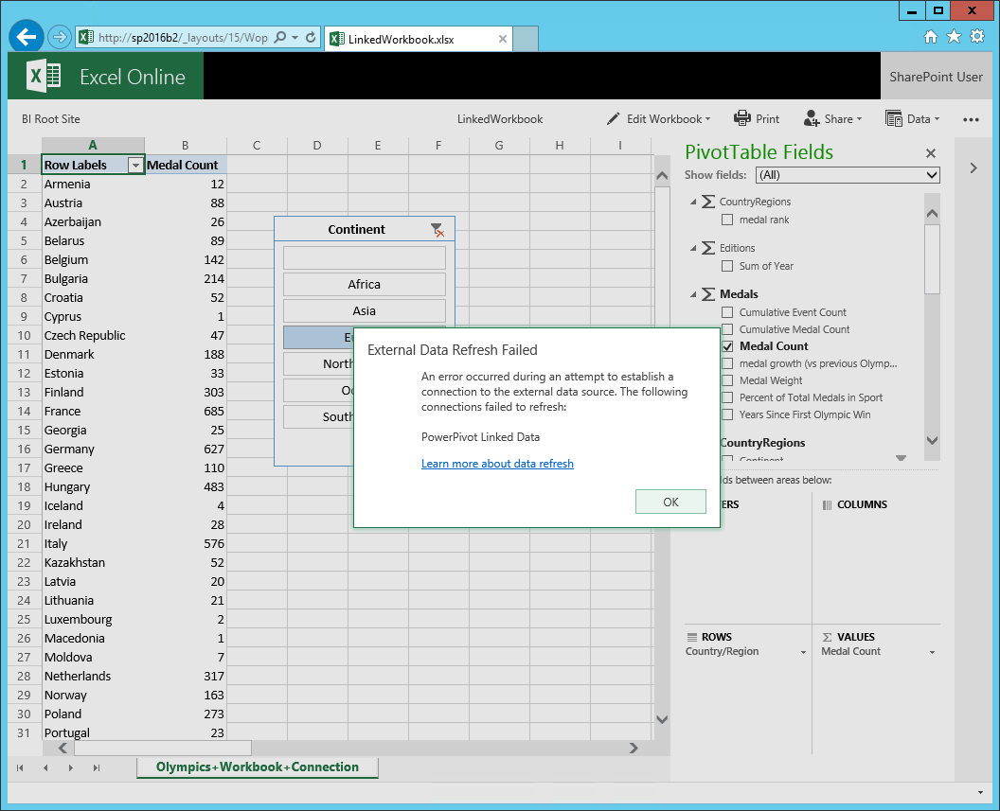 http://sp2016b2/_layouts/15/Wop
LinkedWorkbook.xlsx
Excel Online
SharePoint User
BI Root Site
LinkedWorkbook
Edit Workbook
Print
Share
Data
A B C D E F G H I
1 Row Labels Medal Count
2 Armenia 12
3 Austria 88
4 Azerbaijan 26
5 Belarus 89
6 Belgium 142
7 Bulgaria 214
8 Croatia 52
9 Cyprus 1
10 Czech Republic 47
11 Denmark 188
12 Estonia 33
13 Finland 303
14 France 685
15 Georgia 25
16 Germany 627
17 Greece 110
18 Hungary 483
19 Iceland 4
20 Ireland 28
21 Italy 576
22 Kazakhstan 52
23 Latvia 20
24 Lithuania 21
25 Luxembourg 2
26 Macedonia 1
27 Moldova 7
28 Netherlands 317
29 Norway 163
30 Poland 273
31 Portugal 23
Continent
Africa
Asia
E
North
Oc
South
External Data Refresh Failed
An error occurred during an attempt to establish a
connection to the external data source. The following
connections failed to refresh:
PowerPivot Linked Data
Learn more about data refresh
OK
PivotTable Fields
Show fields: (All)
CountryRegions
medal rank
Editions
Sum of Year
Medals
Cumulative Event Count
Cumulative Medal Count
Medal Count
medal growth (vs previous Olymp...
Medal Weight
Percent of Total Medals in Sport
Years Since First Olympic Win
CountryRegions
Continent
lds between areas below:
ERS
COLUMNS
ROWS
Country/Region
VALUES
Medal Count
Olympics+Workbook+Connection